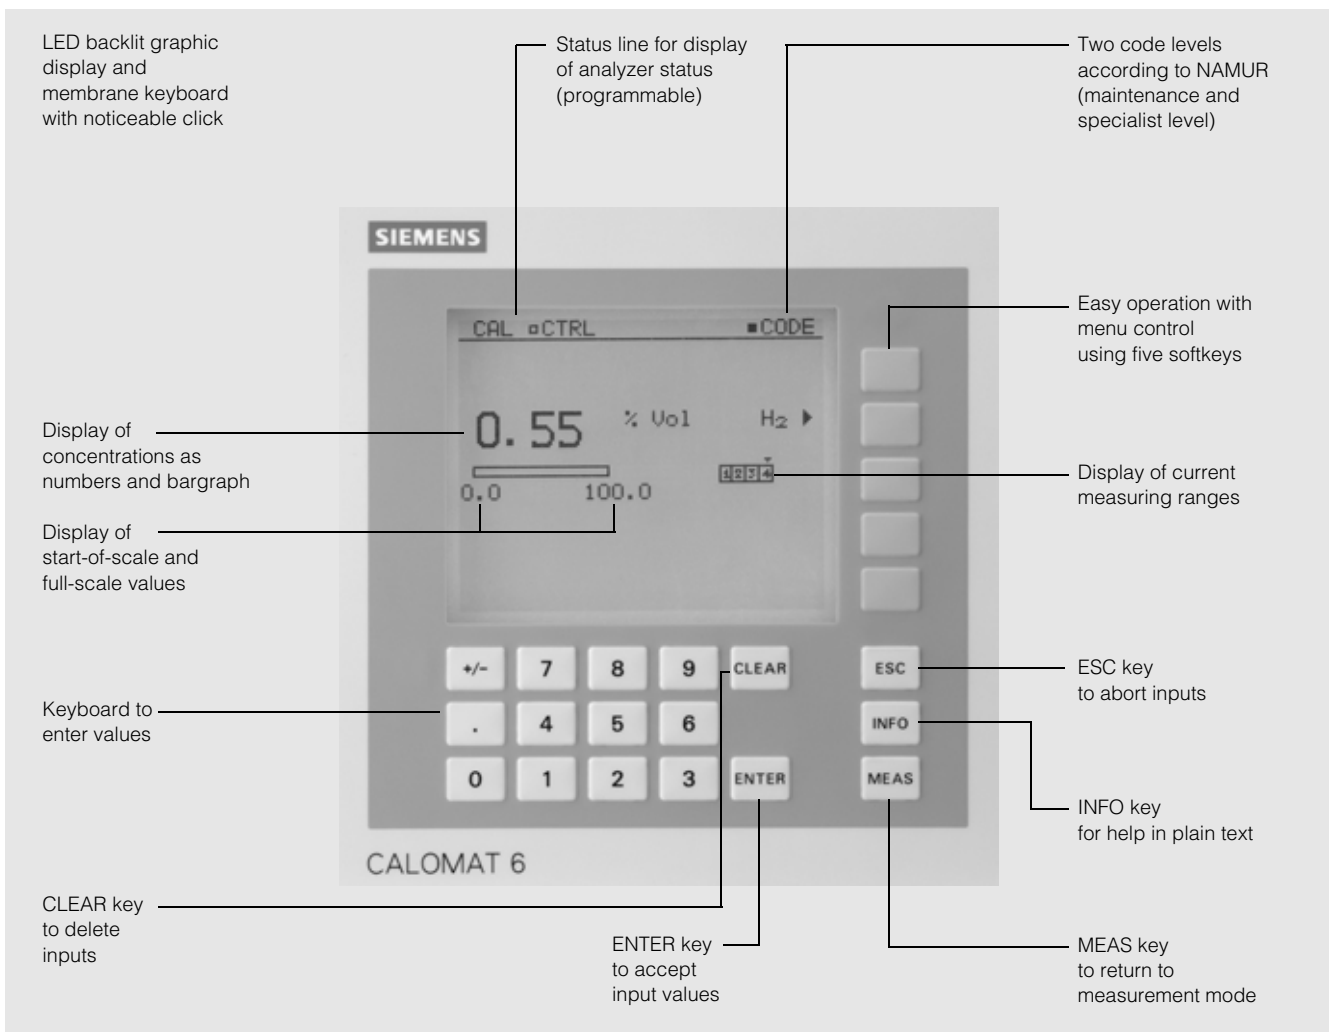 LED backlit graphic
display and
membrane keyboard
with noticeable click
Status line for display
of analyzer status
(programmable)
Two code levels
according to NAMUR
(maintenance and
specialist level)
SIEMENS
CAL ▫CTRL ▪CODE
0.55 % Vol H₂ ▶
1 2 3 4
0.0 100.0
Easy operation with
menu control
using five softkeys
Display of
concentrations as
numbers and bargraph
Display of current
measuring ranges
Display of
start-of-scale and
full-scale values
+/- 7 8 9 CLEAR ESC
. 4 5 6 INFO
0 1 2 3 ENTER MEAS
ESC key
to abort inputs
Keyboard to
enter values
INFO key
for help in plain text
CALOMAT 6
CLEAR key
to delete
inputs
ENTER key
to accept
input values
MEAS key
to return to
measurement mode